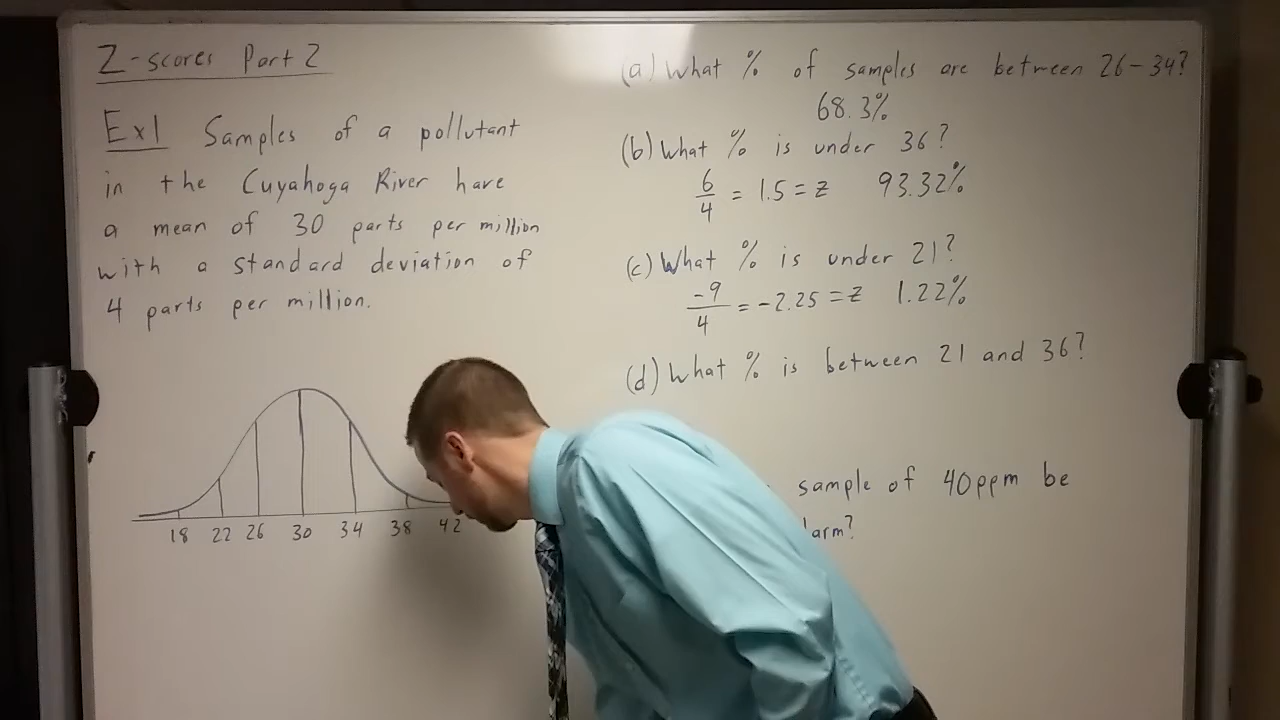 Z-scores Part 2
Ex1 Samples of a pollutant
in the Cuyahoga River have
a mean of 30 parts per million
with a standard deviation of
4 parts per million.
18 22 26 30 34 38 42
(a) What % of samples are between 26-34?
68.3%
(b) What % is under 36?
6/4 = 1.5 = z 93.32%
(c) What % is under 21?
-9/4 = -2.25 = z 1.22%
(d) What % is between 21 and 36?
sample of 40ppm be
larm?